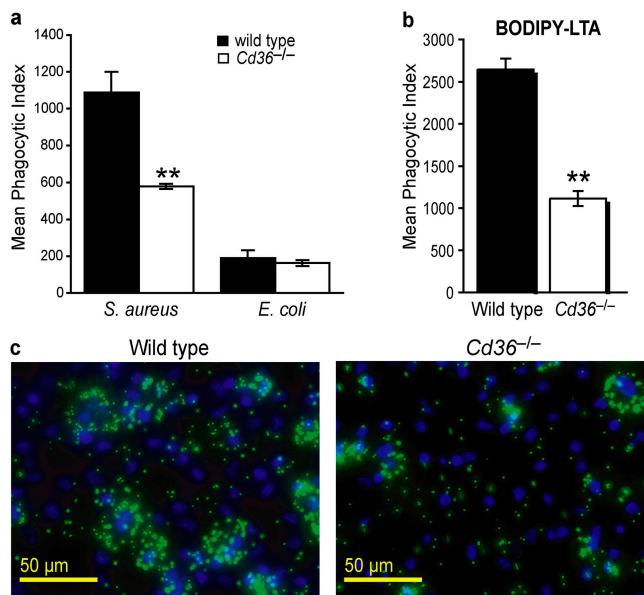 a
Mean Phagocytic Index
1400
1200
1000
800
600
400
200
0
wild type
Cd36–/–
**
S. aureus
E. coli
b
BODIPY-LTA
Mean Phagocytic Index
3000
2500
2000
1500
1000
500
0
**
Wild type
Cd36–/–
c
Wild type
Cd36–/–
50 µm
50 µm